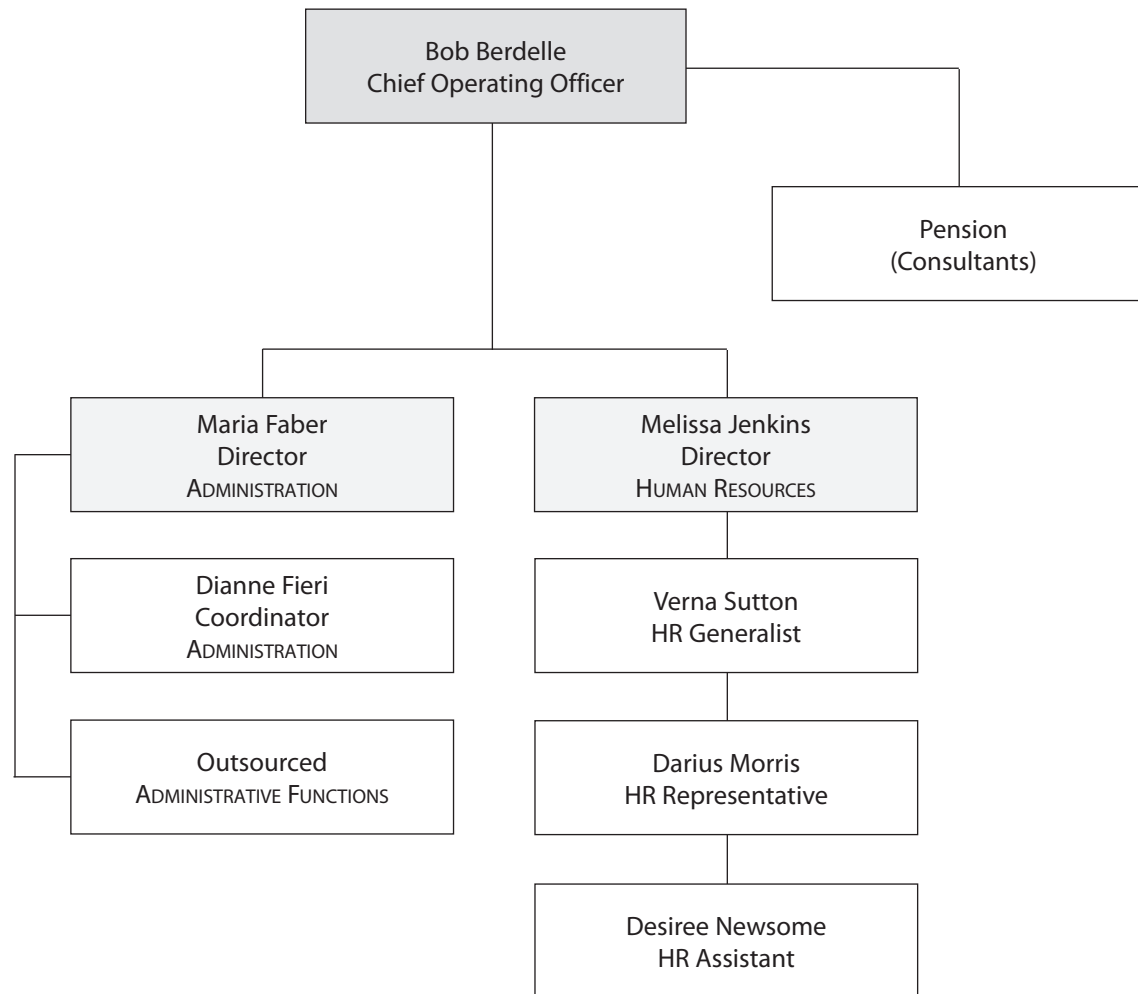 Bob Berdelle
Chief Operating Officer
Pension
(Consultants)
Maria Faber
Director
ADMINISTRATION
Melissa Jenkins
Director
HUMAN RESOURCES
Dianne Fieri
Coordinator
ADMINISTRATION
Verna Sutton
HR Generalist
Outsourced
ADMINISTRATIVE FUNCTIONS
Darius Morris
HR Representative
Desiree Newsome
HR Assistant